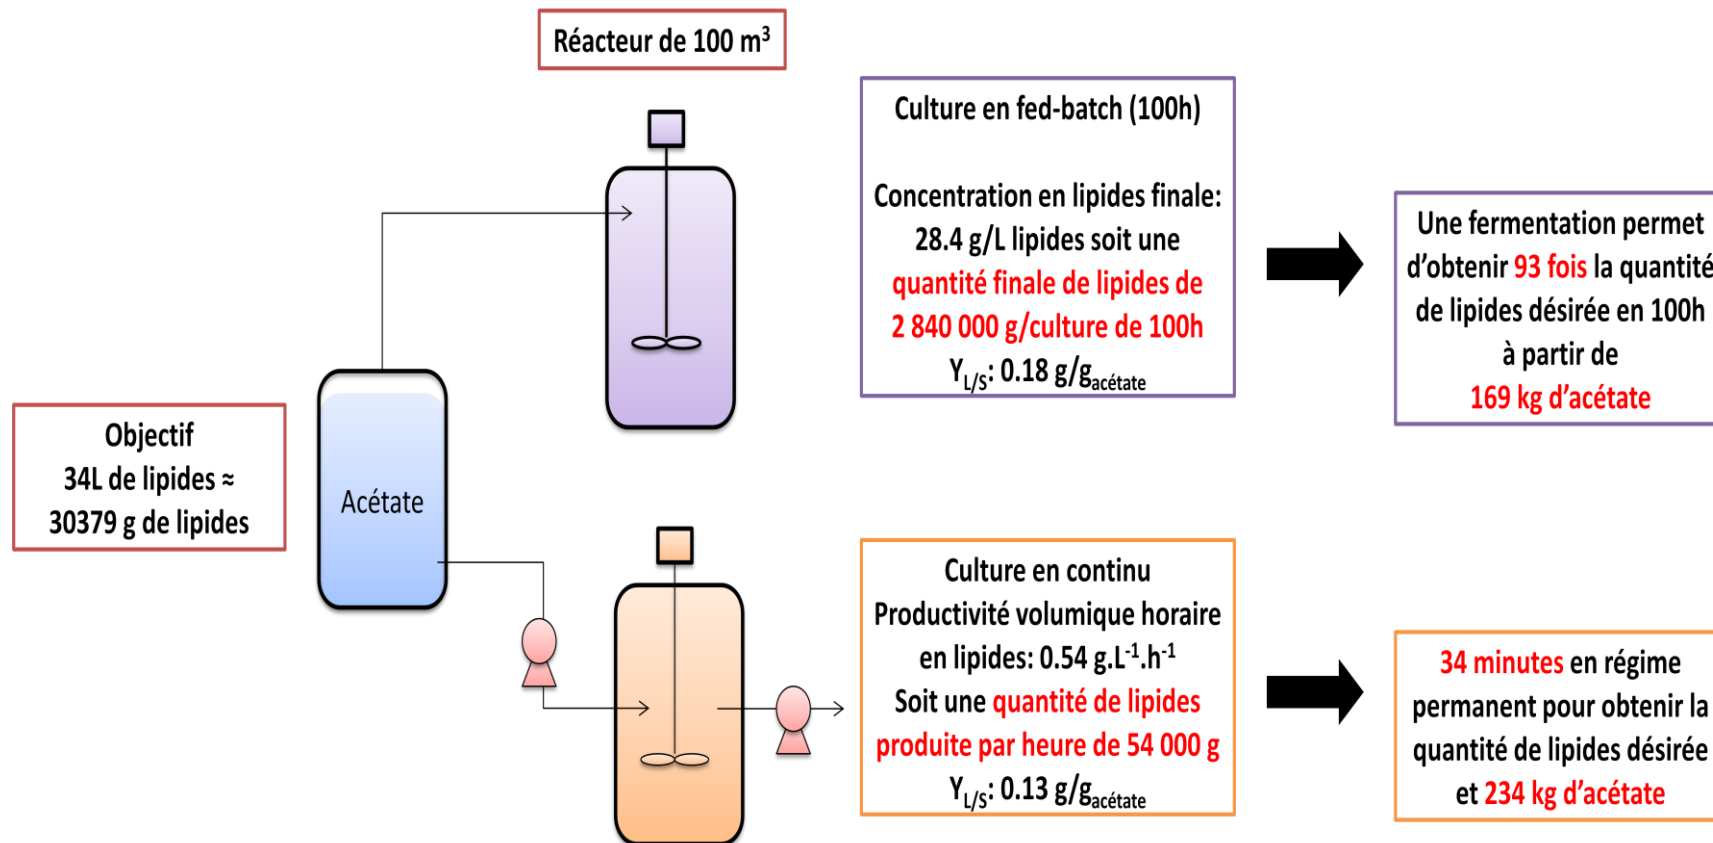 Réacteur de 100 m³
Culture en fed-batch (100h)
Concentration en lipides finale:
28.4 g/L lipides soit une
quantité finale de lipides de
2 840 000 g/culture de 100h
Y_L/S: 0.18 g/g_acétate
Une fermentation permet
d’obtenir 93 fois la quantité
de lipides désirée en 100h
à partir de
169 kg d’acétate
Objectif
34L de lipides ≈
30379 g de lipides
Acétate
Culture en continu
Productivité volumique horaire
en lipides: 0.54 g.L⁻¹.h⁻¹
Soit une quantité de lipides
produite par heure de 54 000 g
Y_L/S: 0.13 g/g_acétate
34 minutes en régime
permanent pour obtenir la
quantité de lipides désirée
et 234 kg d’acétate